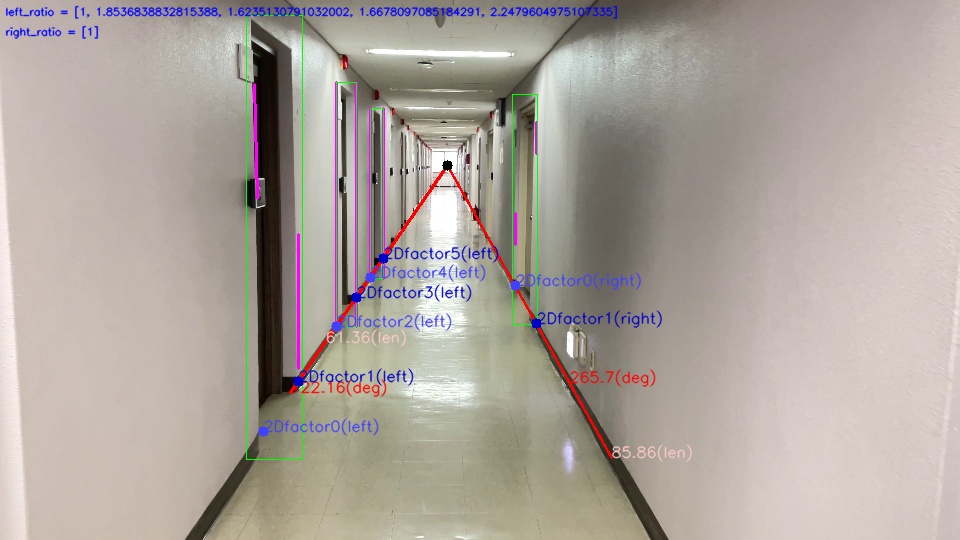 left_ratio = [1, 1.8536838832815388, 1.6235130791032002, 1.6678097085184291, 2.2479604975107335]
right_ratio = [1]
2Dfactor5(left)
Dfactor4(left)
2Dfactor0(right)
2Dfactor3(left)
2Dfactor2(left)
2Dfactor1(right)
61.36(len)
2Dfactor1(left)
265.7(deg)
22.16(deg)
2Dfactor0(left)
85.86(len)